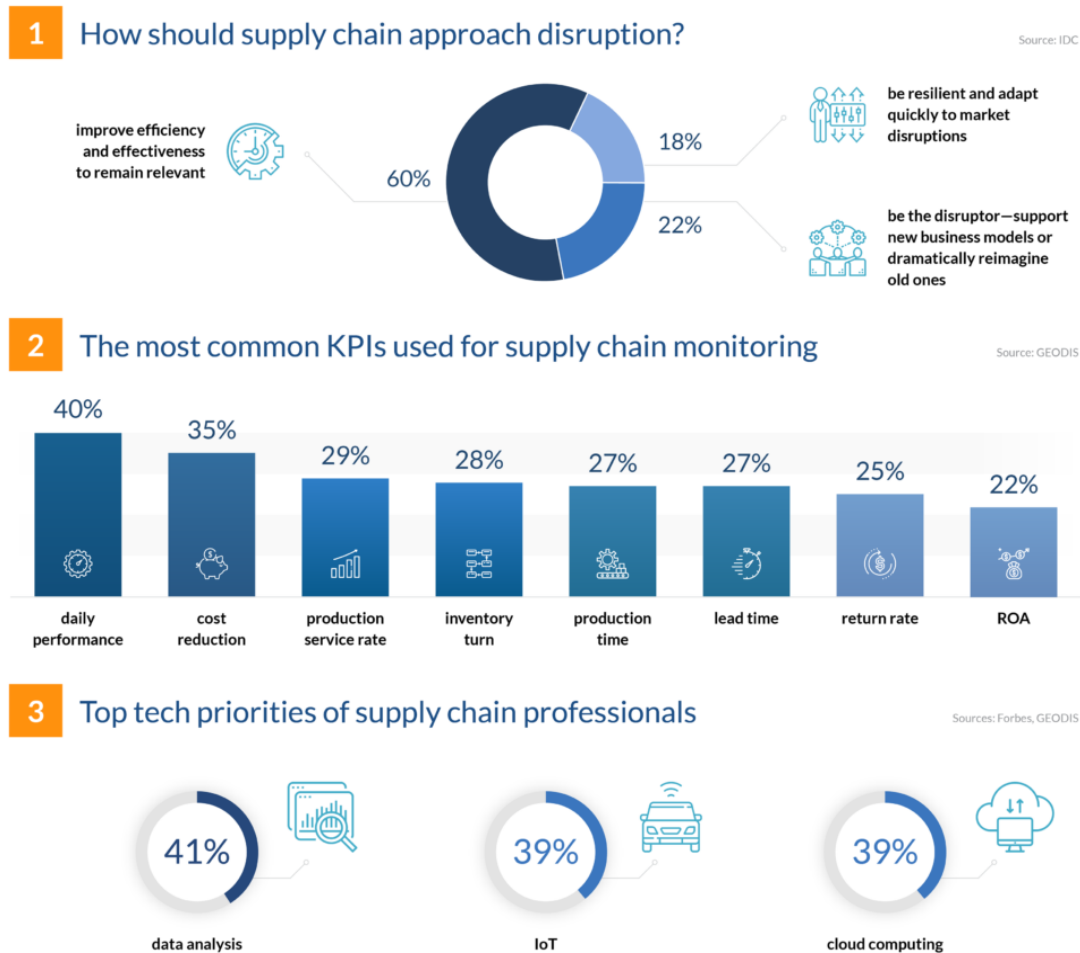 1
How should supply chain approach disruption?
Source: IDC
improve efficiency
and effectiveness
to remain relevant
60%
18%
22%
be resilient and adapt
quickly to market
disruptions
be the disruptor—support
new business models or
dramatically reimagine
old ones
2
The most common KPIs used for supply chain monitoring
Source: GEODIS
40%
35%
29%
28%
27%
27%
25%
22%
daily
performance
cost
reduction
production
service rate
inventory
turn
production
time
lead time
return rate
ROA
3
Top tech priorities of supply chain professionals
Sources: Forbes, GEODIS
41%
39%
39%
data analysis
IoT
cloud computing